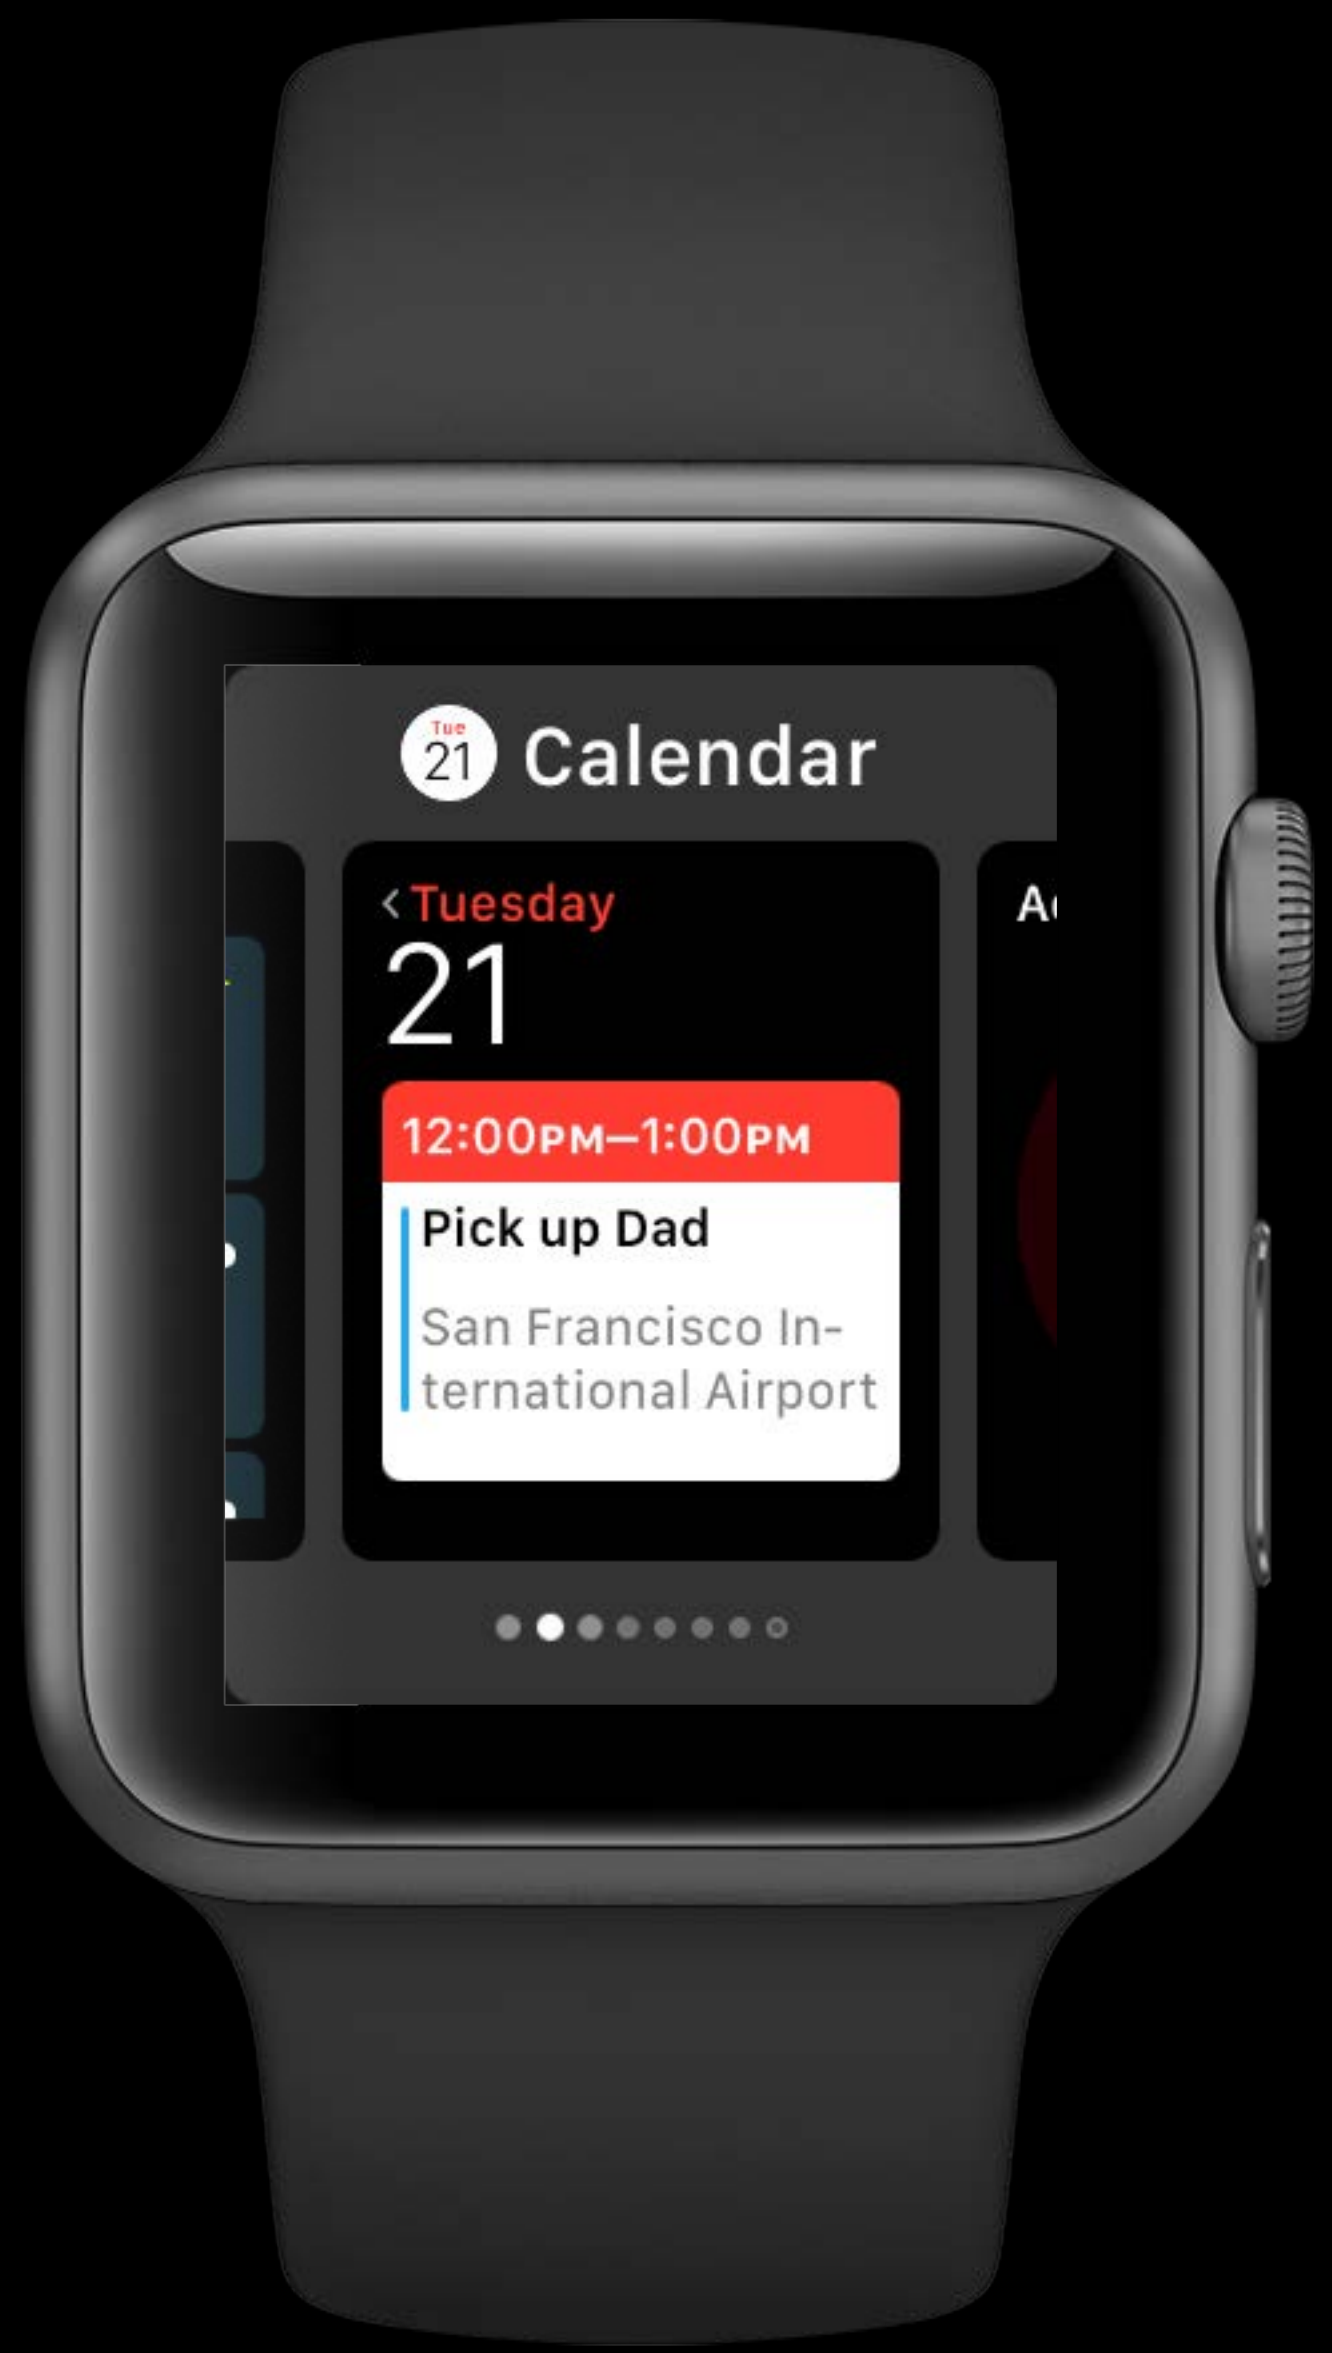 Tue
21
Calendar
Tuesday
21
12:00PM–1:00PM
Pick up Dad
San Francisco In-
ternational Airport